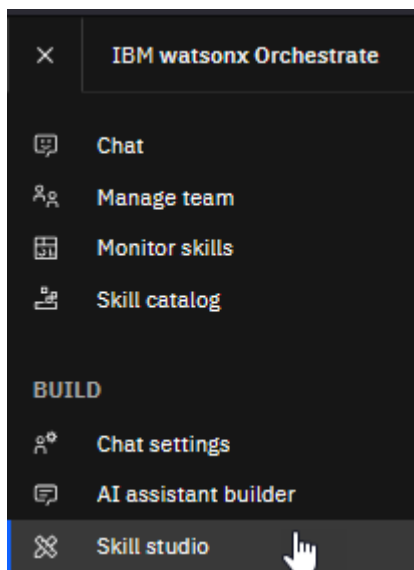 IBM watsonx Orchestrate
Chat
Manage team
Monitor skills
Skill catalog
BUILD
Chat settings
AI assistant builder
Skill studio